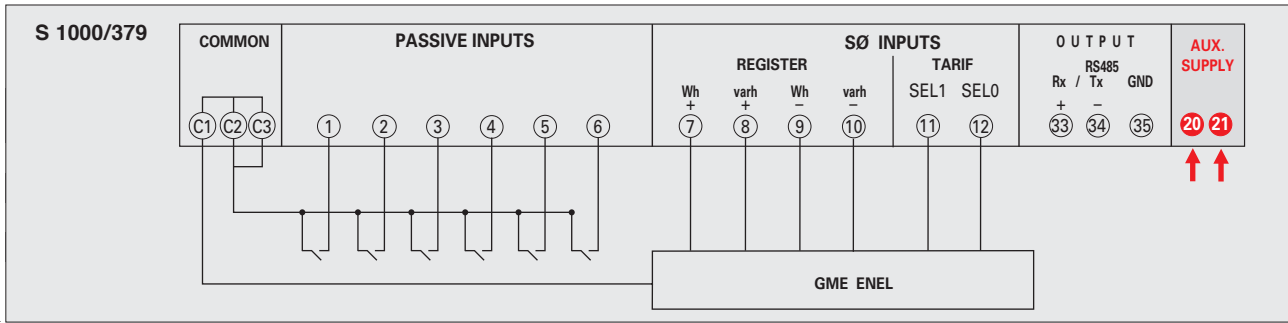 S 1000/379
COMMON
PASSIVE INPUTS
SØ INPUTS
OUTPUT
AUX.
SUPPLY
REGISTER
TARIF
RS485
Rx / Tx GND
Wh varh Wh varh
SEL1 SEL0
+ + – –
+ –
C1 C2 C3 1 2 3 4 5 6 7 8 9 10 11 12 33 34 35 20 21
GME ENEL